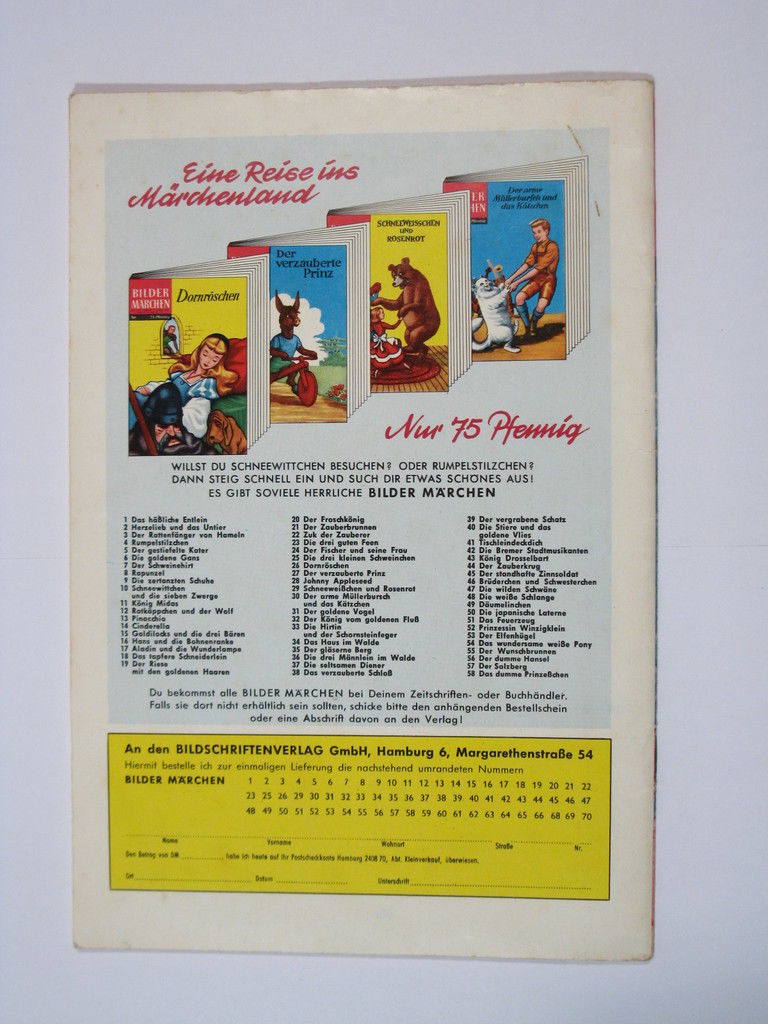 Eine Reise ins
Märchenland
BILDER
MÄRCHEN
Dornröschen
Der
verzauberte
Prinz
SCHNEEWEISSCHEN
UND
ROSENROT
ER
HEN
Der arme
Müllerbursch und
das Kätzchen
Nur 75 Pfennig
WILLST DU SCHNEEWITTCHEN BESUCHEN? ODER RUMPELSTILZCHEN?
DANN STEIG SCHNELL EIN UND SUCH DIR ETWAS SCHÖNES AUS!
ES GIBT SOVIELE HERRLICHE BILDER MÄRCHEN
1 Das häßliche Entlein
2 Herzelieb und das Untier
3 Der Rattenfänger von Hameln
4 Rumpelstilzchen
5 Der gestiefelte Kater
6 Die goldene Gans
7 Der Schweinehirt
8 Rapunzel
9 Die zertanzten Schuhe
10 Schneewittchen
und die sieben Zwerge
11 König Midas
12 Rotkäppchen und der Wolf
13 Pinocchio
14 Cinderella
15 Goldilocks und die drei Bären
16 Hans und die Bohnenranke
17 Aladin und die Wunderlampe
18 Das tapfere Schneiderlein
19 Der Riese
mit den goldenen Haaren
20 Der Froschkönig
21 Der Zauberbrunnen
22 Zuk der Zauberer
23 Die drei guten Feen
24 Der Fischer und seine Frau
25 Die drei kleinen Schweinchen
26 Dornröschen
27 Der verzauberte Prinz
28 Johnny Appleseed
29 Schneeweißchen und Rosenrot
30 Der arme Müllerbursch
und das Kätzchen
31 Der goldene Vogel
32 Der König vom goldenen Fluß
33 Die Hirtin
und der Schornsteinfeger
34 Das Haus im Walde
35 Der gläserne Berg
36 Die drei Männlein im Walde
37 Die seltsamen Diener
38 Das verzauberte Schloß
39 Der vergrabene Schatz
40 Die Stiere und das
goldene Vlies
41 Tischleindeckdich
42 Die Bremer Stadtmusikanten
43 König Drosselbart
44 Der Zauberkrug
45 Der standhafte Zinnsoldat
46 Brüderchen und Schwesterchen
47 Die wilden Schwäne
48 Die weiße Schlange
49 Däumelinchen
50 Die japanische Laterne
51 Das Feuerzeug
52 Prinzessin Winzigklein
53 Der Elfenhügel
54 Das wundersame weiße Pony
55 Der Wunschbrunnen
56 Der dumme Hansel
57 Der Salzberg
58 Das dumme Prinzeßchen
Du bekommst alle BILDER MÄRCHEN bei Deinem Zeitschriften- oder Buchhändler.
Falls sie dort nicht erhältlich sein sollten, schicke bitte den anhängenden Bestellschein
oder eine Abschrift davon an den Verlag!
An den BILDSCHRIFTENVERLAG GmbH, Hamburg 6, Margarethenstraße 54
Hiermit bestelle ich zur einmaligen Lieferung die nachstehend umrandeten Nummern
BILDER MÄRCHEN 1 2 3 4 5 6 7 8 9 10 11 12 13 14 15 16 17 18 19 20 21 22
23 25 26 29 30 31 32 33 34 35 36 37 38 39 40 41 42 43 44 45 46 47
48 49 50 51 52 53 54 55 56 57 58 59 60 61 62 63 64 65 66 68 69 70
Name Vorname Wohnort Straße Nr.
Den Betrag von DM ............, habe ich heute auf Ihr Postscheckkonto Hamburg 2408 70, Abt. Kleinverkauf, überwiesen.
Ort ............ Datum ............ Unterschrift ............